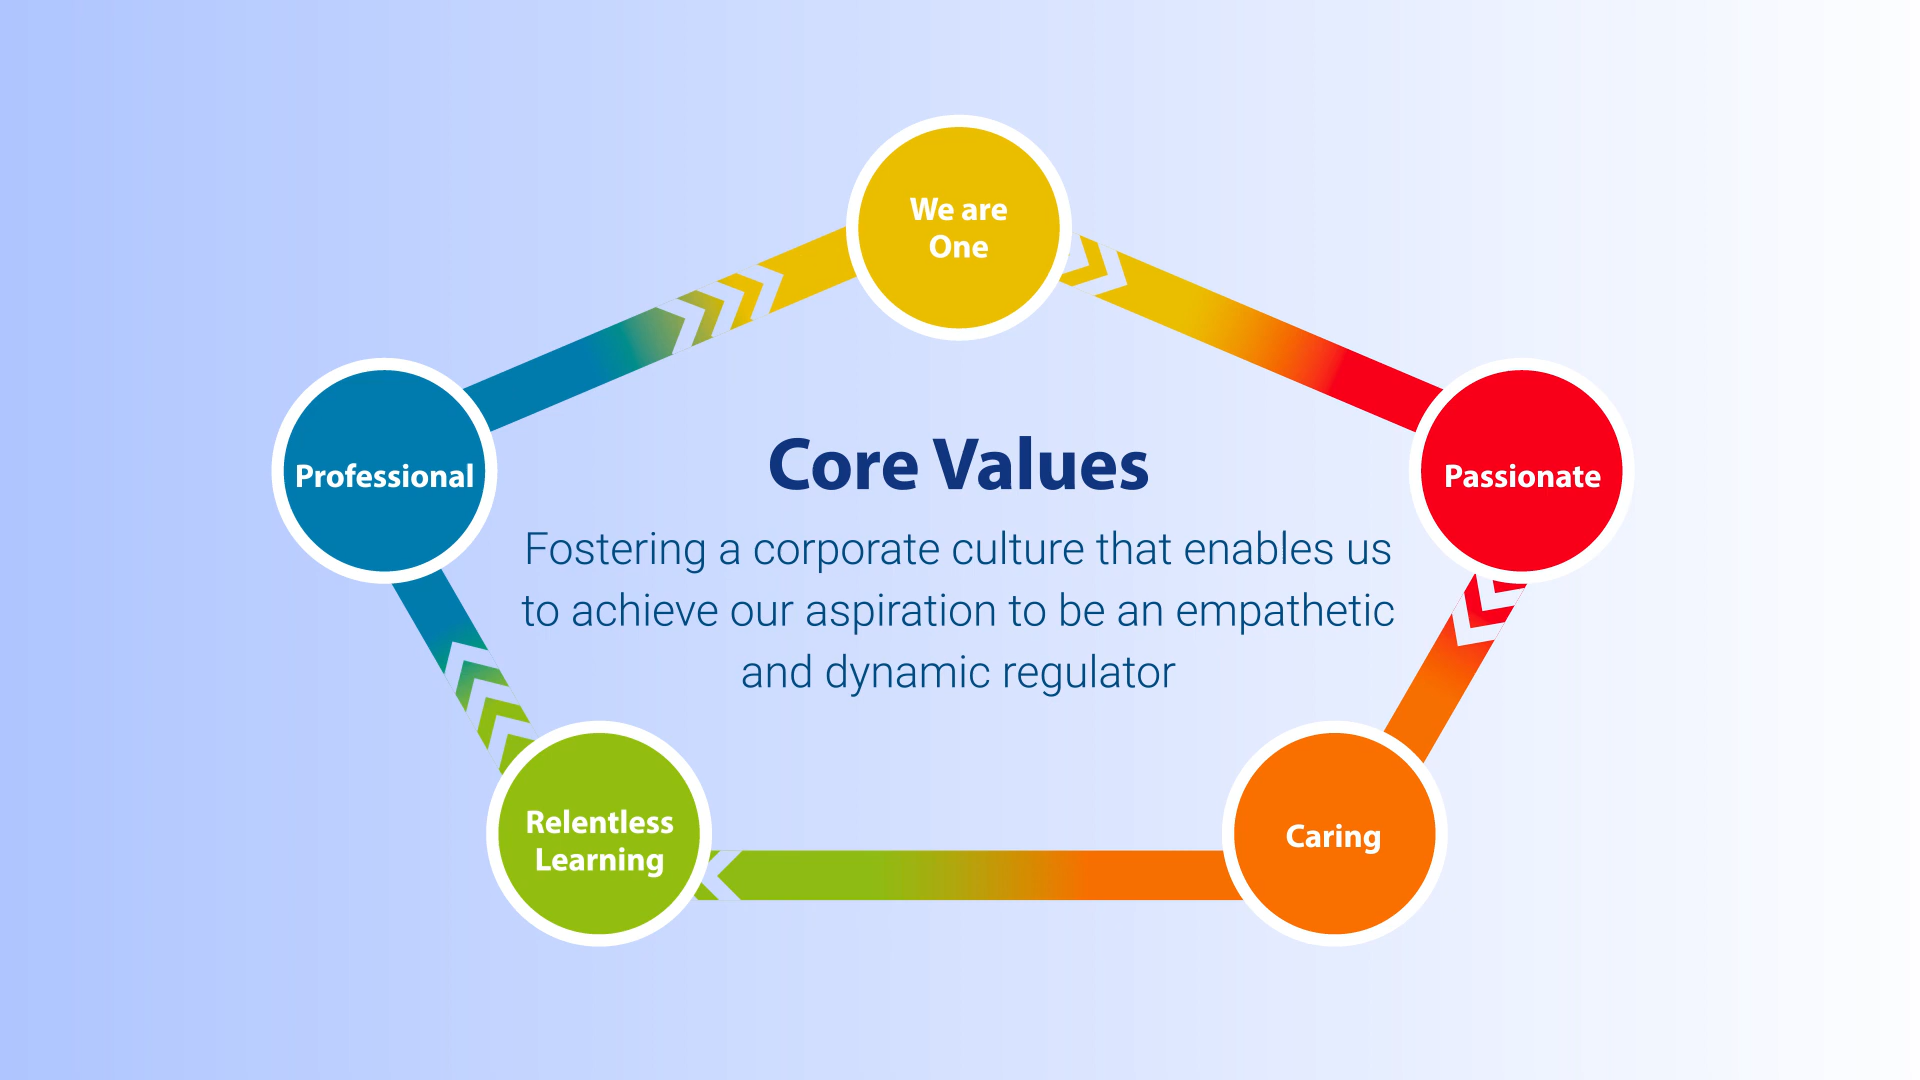 We are
One
Professional
Passionate
Core Values
Fostering a corporate culture that enables us
to achieve our aspiration to be an empathetic
and dynamic regulator
Relentless
Learning
Caring